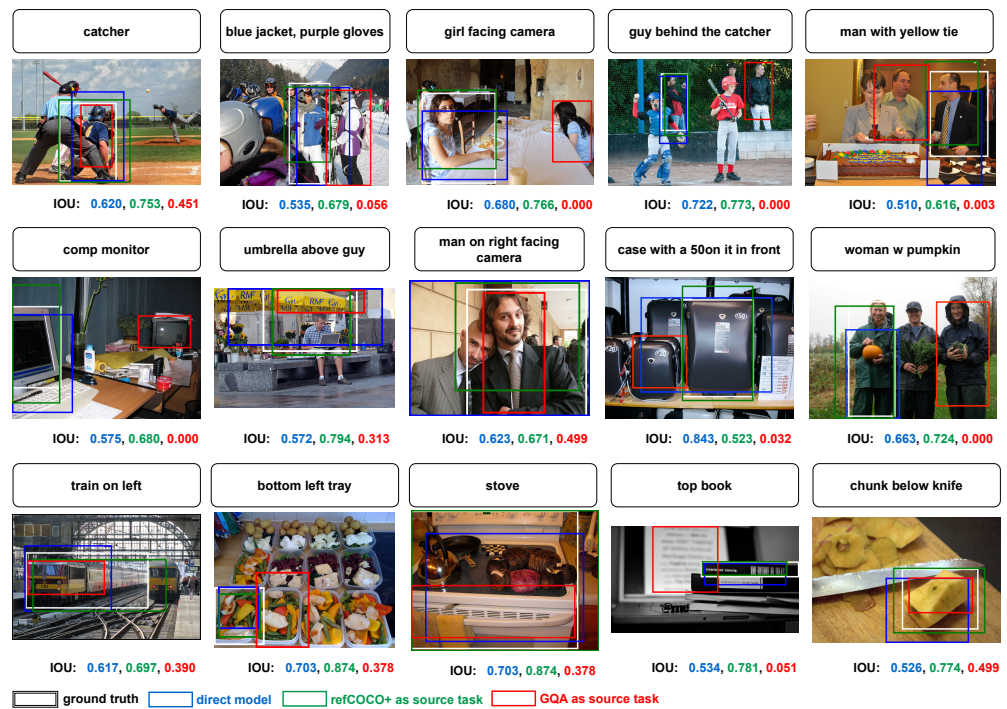 catcher
blue jacket, purple gloves
girl facing camera
guy behind the catcher
man with yellow tie
IOU: 0.620, 0.753, 0.451
IOU: 0.535, 0.679, 0.056
IOU: 0.680, 0.766, 0.000
IOU: 0.722, 0.773, 0.000
IOU: 0.510, 0.616, 0.003
comp monitor
umbrella above guy
man on right facing
camera
case with a 50on it in front
woman w pumpkin
RMF
RMF
IOU: 0.575, 0.680, 0.000
IOU: 0.572, 0.794, 0.313
IOU: 0.623, 0.671, 0.499
IOU: 0.843, 0.523, 0.032
IOU: 0.663, 0.724, 0.000
train on left
bottom left tray
stove
top book
chunk below knife
IOU: 0.617, 0.697, 0.390
IOU: 0.703, 0.874, 0.378
IOU: 0.703, 0.874, 0.378
IOU: 0.534, 0.781, 0.051
IOU: 0.526, 0.774, 0.499
ground truth
direct model
refCOCO+ as source task
GQA as source task